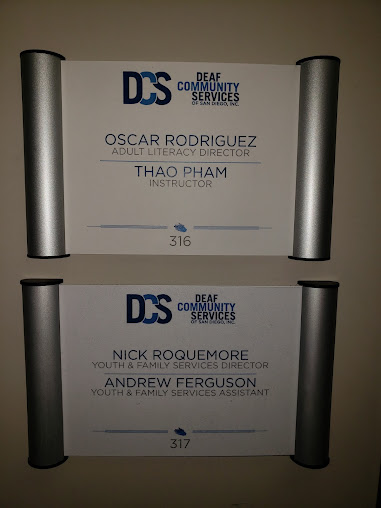 DCS DEAF
COMMUNITY
SERVICES
OF SAN DIEGO, INC.
OSCAR RODRIGUEZ
ADULT LITERACY DIRECTOR
THAO PHAM
INSTRUCTOR
316
DCS DEAF
COMMUNITY
SERVICES
OF SAN DIEGO, INC.
NICK ROQUEMORE
YOUTH & FAMILY SERVICES DIRECTOR
ANDREW FERGUSON
YOUTH & FAMILY SERVICES ASSISTANT
317